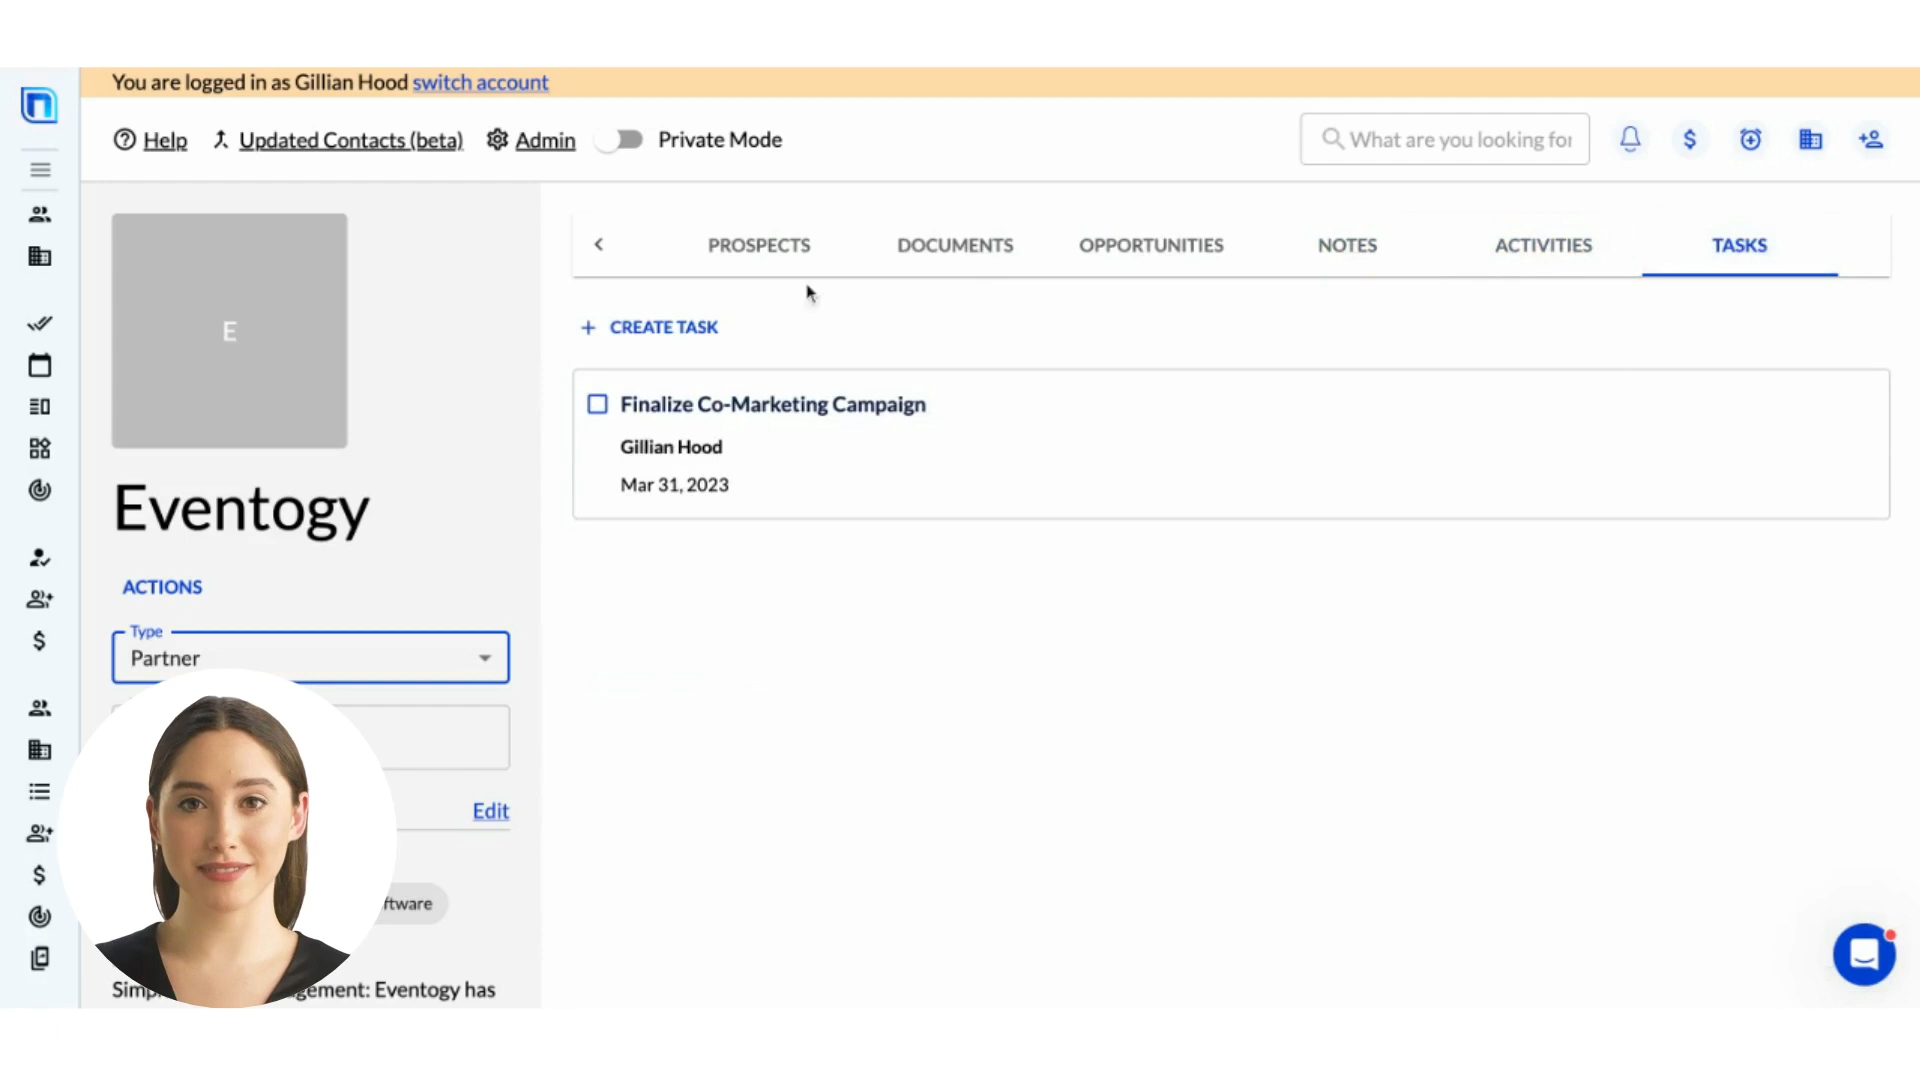 You are logged in as Gillian Hood switch account
Help Updated Contacts (beta) Admin Private Mode
What are you looking for
PROSPECTS DOCUMENTS OPPORTUNITIES NOTES ACTIVITIES TASKS
E
CREATE TASK
Finalize Co-Marketing Campaign
Gillian Hood
Mar 31, 2023
Eventogy
ACTIONS
Type
Partner
Edit
ftware
gement: Eventogy has